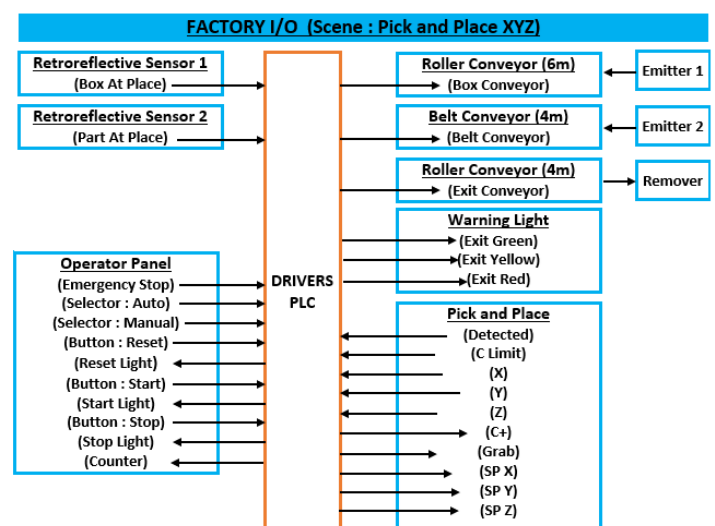 FACTORY I/O (Scene : Pick and Place XYZ)
Retroreflective Sensor 1
(Box At Place)
Retroreflective Sensor 2
(Part At Place)
Operator Panel
(Emergency Stop)
(Selector : Auto)
(Selector : Manual)
(Button : Reset)
(Reset Light)
(Button : Start)
(Start Light)
(Button : Stop)
(Stop Light)
(Counter)
DRIVERS
PLC
Roller Conveyor (6m)
(Box Conveyor)
Emitter 1
Belt Conveyor (4m)
(Belt Conveyor)
Emitter 2
Roller Conveyor (4m)
(Exit Conveyor)
Remover
Warning Light
(Exit Green)
(Exit Yellow)
(Exit Red)
Pick and Place
(Detected)
(C Limit)
(X)
(Y)
(Z)
(C+)
(Grab)
(SP X)
(SP Y)
(SP Z)